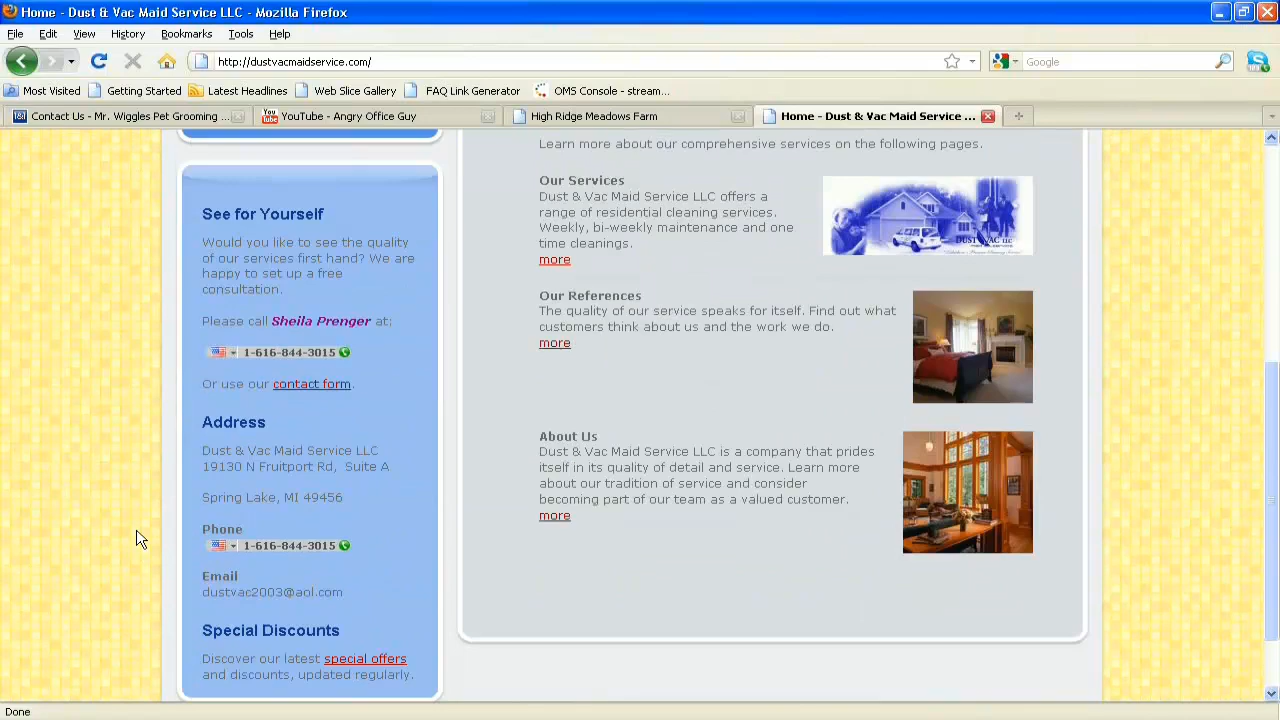 Home - Dust & Vac Maid Service LLC - Mozilla Firefox
File Edit View History Bookmarks Tools Help
http://dustvacmaidservice.com/
Google
Most Visited Getting Started Latest Headlines Web Slice Gallery FAQ Link Generator OMS Console - stream...
Contact Us - Mr. Wiggles Pet Grooming ...
YouTube - Angry Office Guy
High Ridge Meadows Farm
Home - Dust & Vac Maid Service ...
See for Yourself
Would you like to see the quality
of our services first hand? We are
happy to set up a free
consultation.
Please call Sheila Prenger at:
1-616-844-3015
Or use our contact form.
Address
Dust & Vac Maid Service LLC
19130 N Fruitport Rd, Suite A
Spring Lake, MI 49456
Phone
1-616-844-3015
Email
dustvac2003@aol.com
Special Discounts
Discover our latest special offers
and discounts, updated regularly.
Learn more about our comprehensive services on the following pages.
Our Services
Dust & Vac Maid Service LLC offers a
range of residential cleaning services.
Weekly, bi-weekly maintenance and one
time cleanings.
more
DUST VAC LLC
Our References
The quality of our service speaks for itself. Find out what
customers think about us and the work we do.
more
About Us
Dust & Vac Maid Service LLC is a company that prides
itself in its quality of detail and service. Learn more
about our tradition of service and consider
becoming part of our team as a valued customer.
more
Done